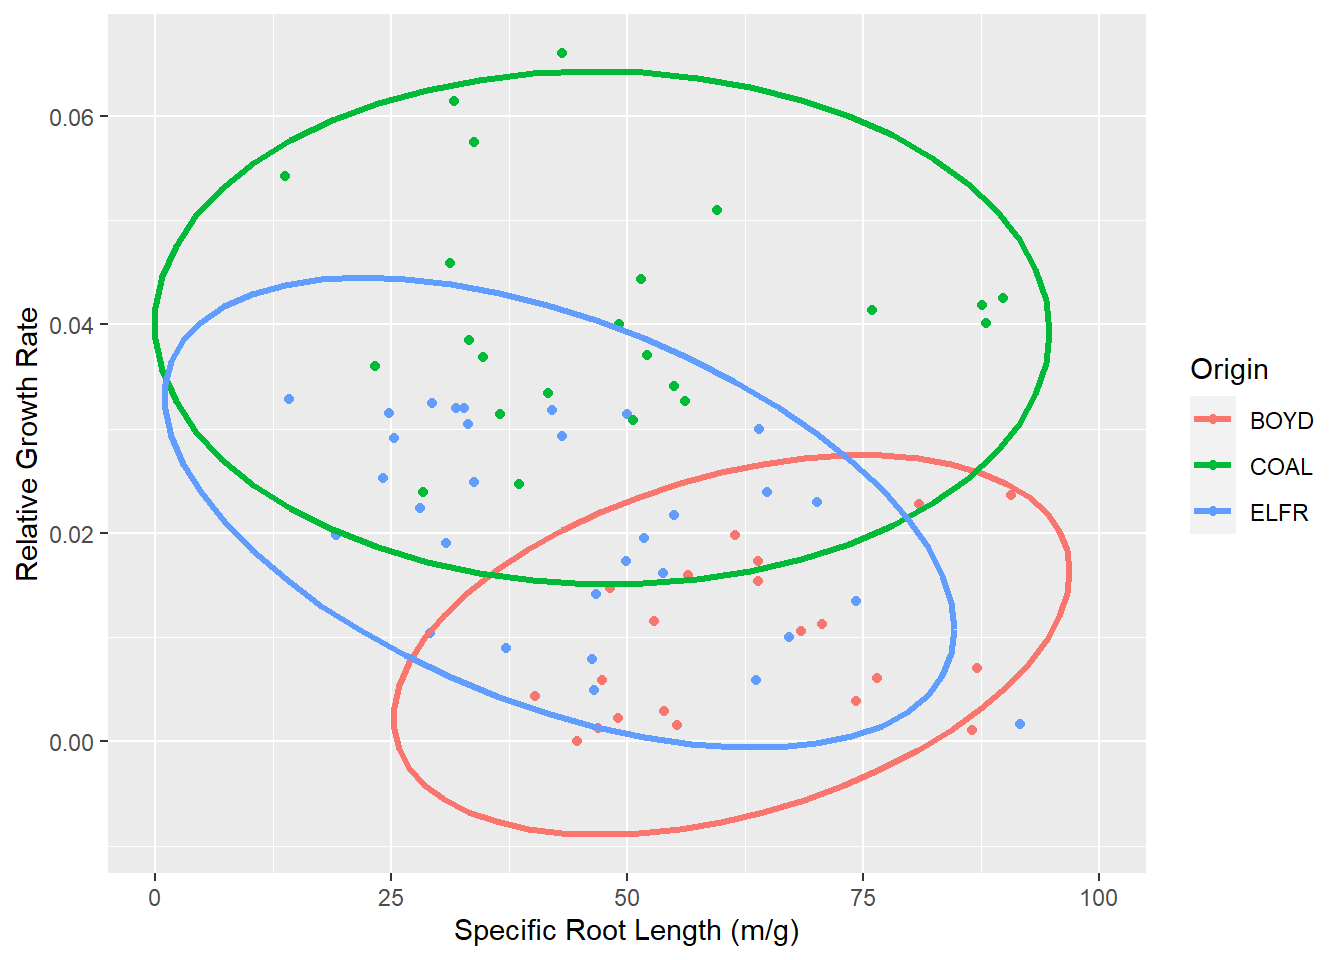 0.06
0.04
0.02
0.00
Relative Growth Rate
0
25
50
75
100
Specific Root Length (m/g)
Origin
BOYD
COAL
ELFR